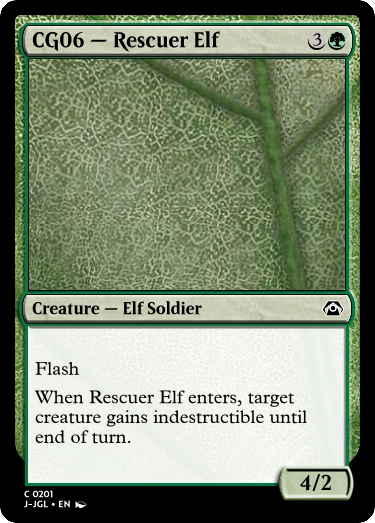 CG06 — Rescuer Elf 3
Creature — Elf Soldier
Flash
When Rescuer Elf enters, target
creature gains indestructible until
end of turn.
4/2
C 0201
J-JGL • EN